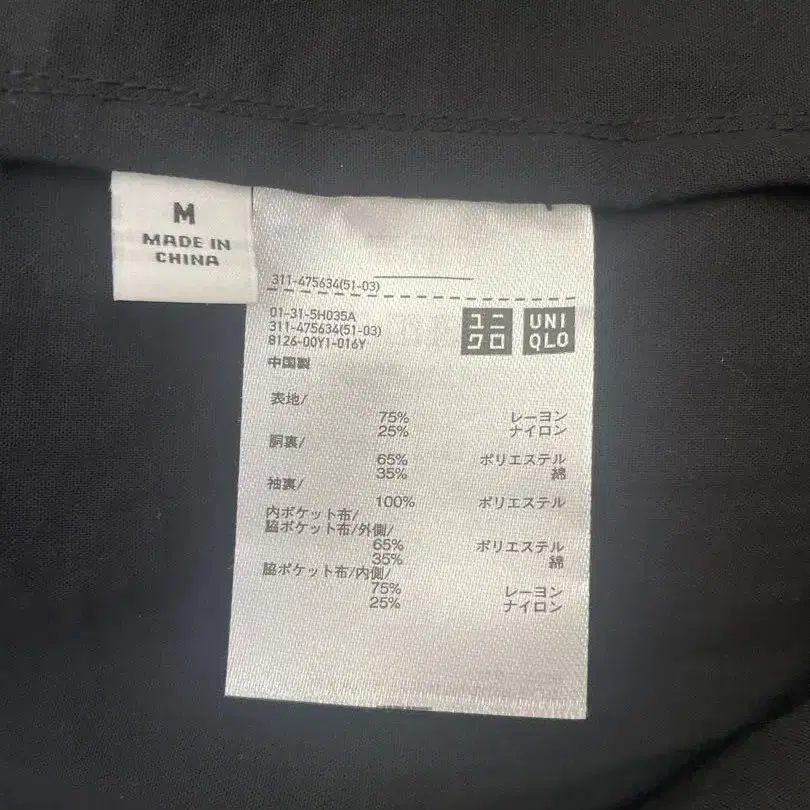 M
MADE IN
CHINA
311-475634(51-03)
01-31-5H035A
311-475634(51-03)
8126-00Y1-016Y
ユニ
クロ
UNI
QLO
中国製
表地/
75% レーヨン
25% ナイロン
胴裏/
65% ポリエステル
35% 綿
袖裏/
100% ポリエステル
内ポケット布/
脇ポケット布/外側/
65% ポリエステル
35% 綿
脇ポケット布/内側/
75% レーヨン
25% ナイロン